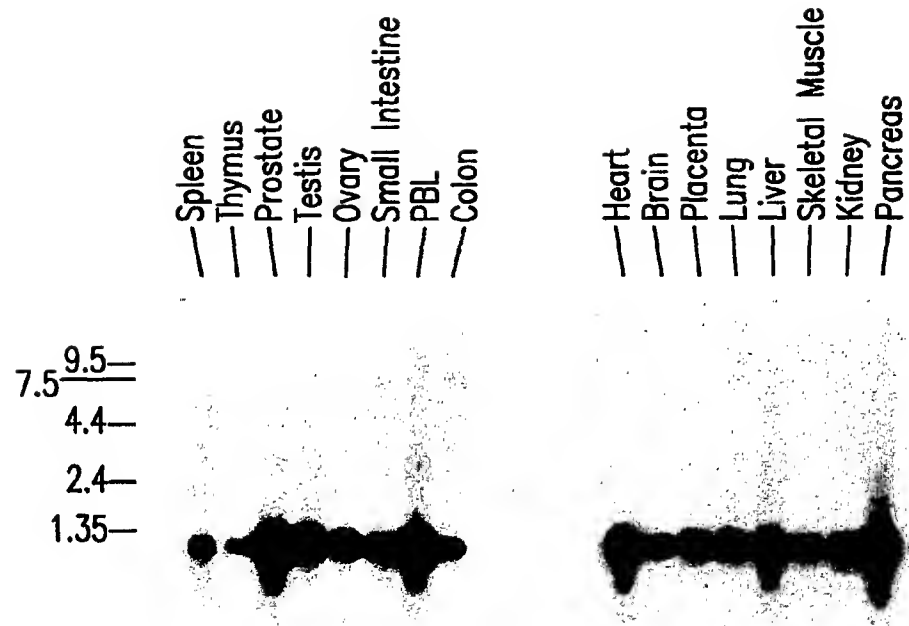 Spleen
Thymus
Prostate
Testis
Ovary
Small Intestine
PBL
Colon
Heart
Brain
Placenta
Lung
Liver
Skeletal Muscle
Kidney
Pancreas
9.5
7.5
4.4
2.4
1.35